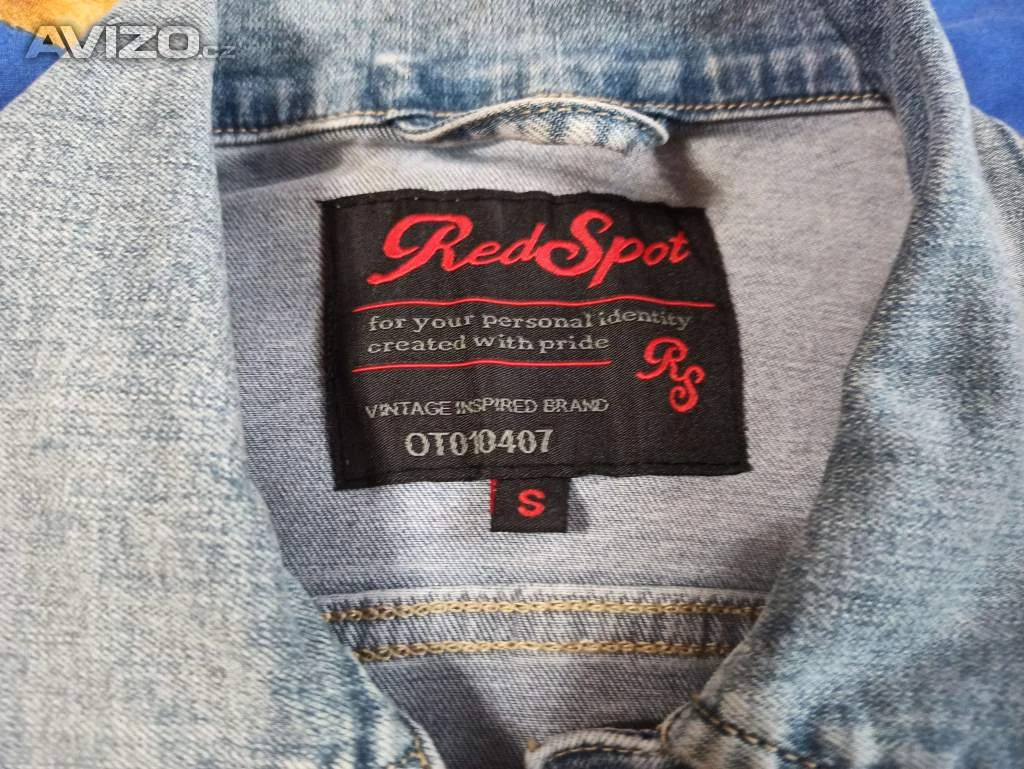 AVIZO.cz
RedSpot
for your personal identity
created with pride
RS
VINTAGE INSPIRED BRAND
OT010407
S